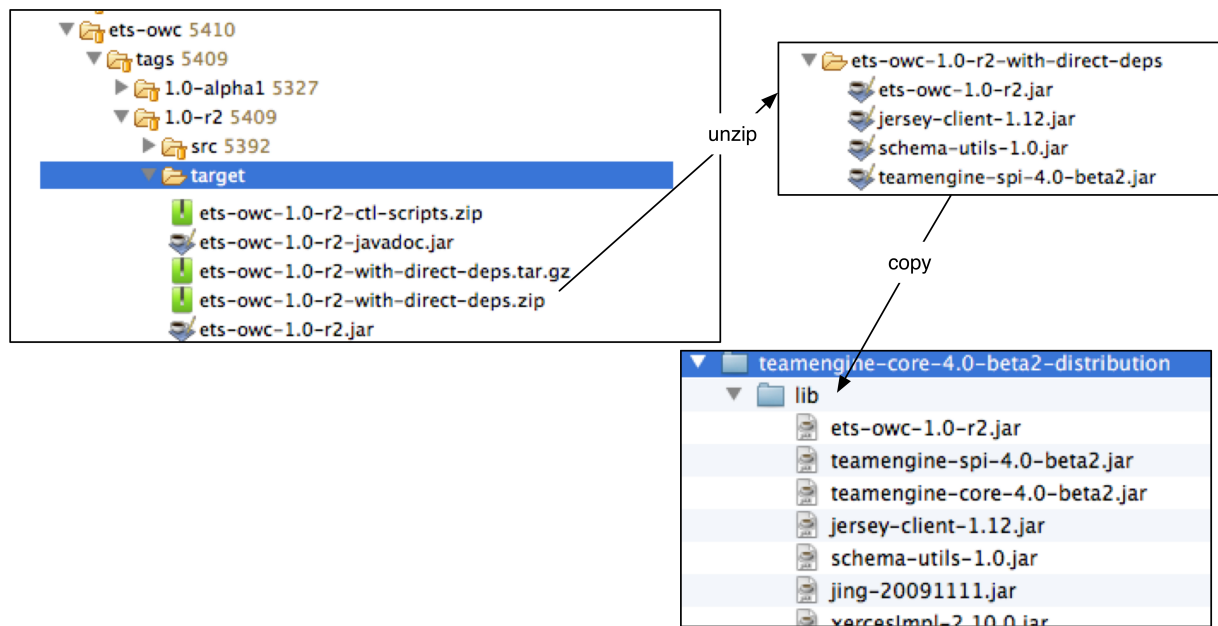 ets-owc 5410
tags 5409
1.0-alpha1 5327
1.0-r2 5409
src 5392
target
ets-owc-1.0-r2-ctl-scripts.zip
ets-owc-1.0-r2-javadoc.jar
ets-owc-1.0-r2-with-direct-deps.tar.gz
ets-owc-1.0-r2-with-direct-deps.zip
ets-owc-1.0-r2.jar
unzip
ets-owc-1.0-r2-with-direct-deps
ets-owc-1.0-r2.jar
jersey-client-1.12.jar
schema-utils-1.0.jar
teamengine-spi-4.0-beta2.jar
copy
teamengine-core-4.0-beta2-distribution
lib
ets-owc-1.0-r2.jar
teamengine-spi-4.0-beta2.jar
teamengine-core-4.0-beta2.jar
jersey-client-1.12.jar
schema-utils-1.0.jar
jing-20091111.jar
xercesImpl-2.10.0.jar